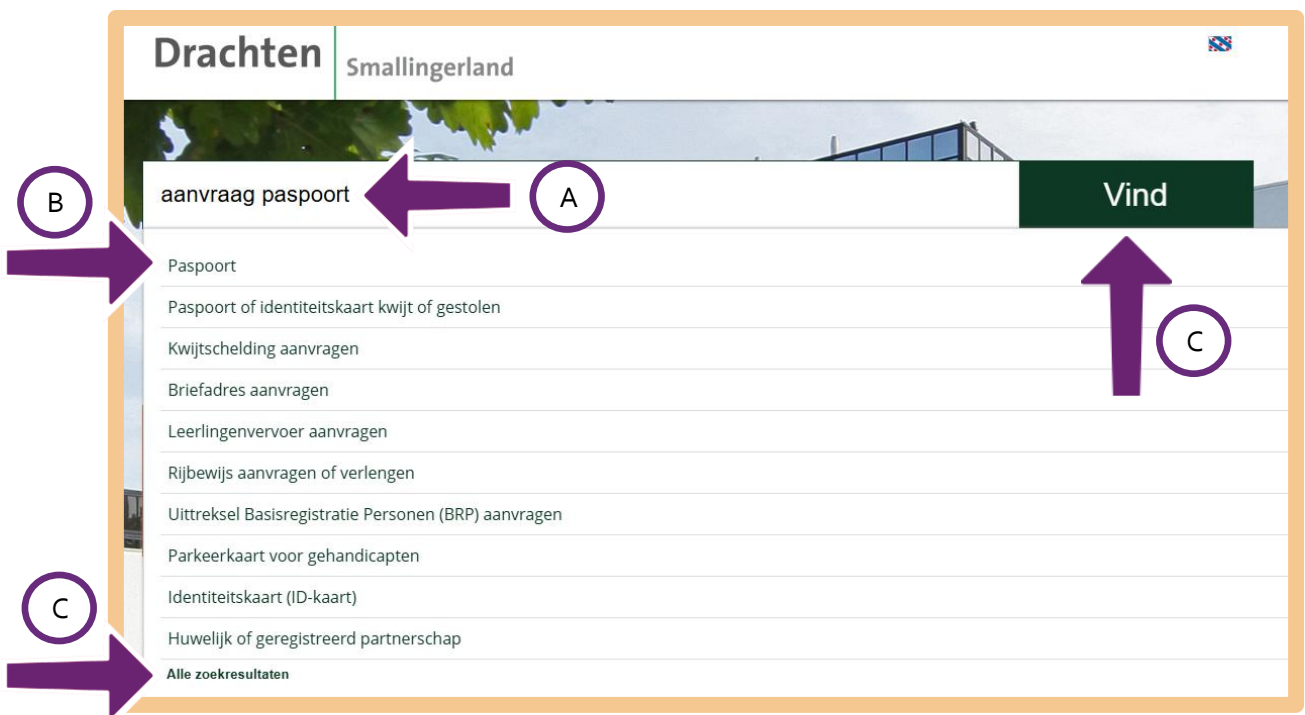 Drachten
Smallingerland
B
aanvraag paspoort
A
Vind
Paspoort
Paspoort of identiteitskaart kwijt of gestolen
Kwijtschelding aanvragen
C
Briefadres aanvragen
Leerlingenvervoer aanvragen
Rijbewijs aanvragen of verlengen
Uittreksel Basisregistratie Personen (BRP) aanvragen
Parkeerkaart voor gehandicapten
Identiteitskaart (ID-kaart)
C
Huwelijk of geregistreerd partnerschap
Alle zoekresultaten